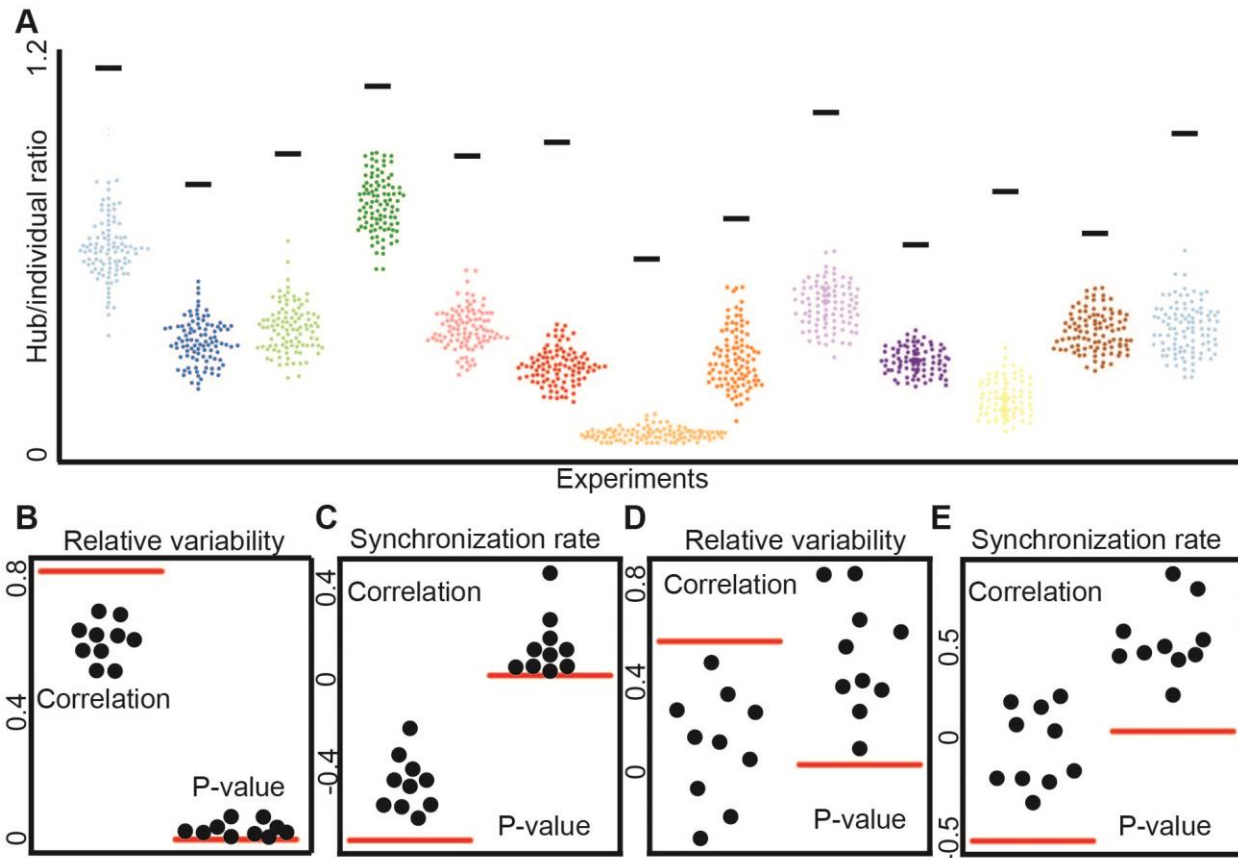 A
1.2
Hub/individual ratio
0
Experiments
B
Relative variability
0.8
0.4
0
Correlation
P-value
C
Synchronization rate
0.4
0
-0.4
Correlation
P-value
D
Relative variability
0.8
0.4
0
Correlation
P-value
E
Synchronization rate
0.5
0
-0.5
Correlation
P-value